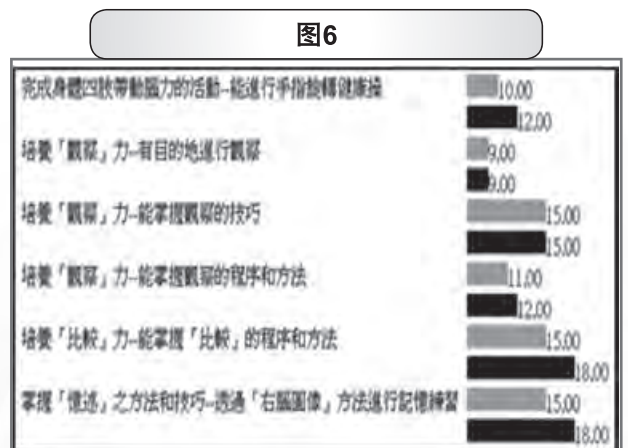 图6
完成身體四肢帶動腦力的活動--能進行手指旋轉健康操
10.00
12.00
培養「觀察」力--有目的地進行觀察
9.00
9.00
培養「觀察」力--能掌握觀察的技巧
15.00
15.00
培養「觀察」力--能掌握觀察的程序和方法
11.00
12.00
培養「比較」力--能掌握「比較」的程序和方法
15.00
18.00
掌握「憶述」之方法和技巧--透過「右腦圖像」方法進行記憶練習
15.00
18.00